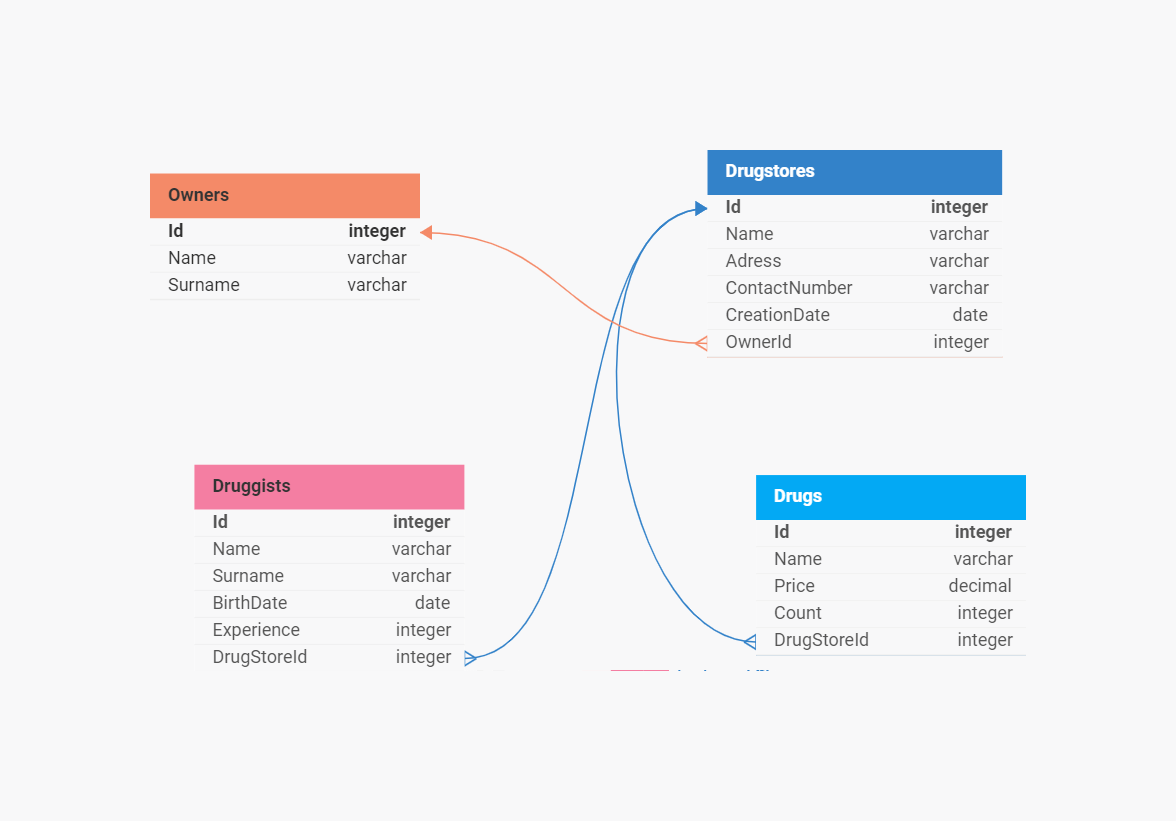 Owners
Id integer
Name varchar
Surname varchar
Drugstores
Id integer
Name varchar
Adress varchar
ContactNumber varchar
CreationDate date
OwnerId integer
Druggists
Id integer
Name varchar
Surname varchar
BirthDate date
Experience integer
DrugStoreId integer
Drugs
Id integer
Name varchar
Price decimal
Count integer
DrugStoreId integer